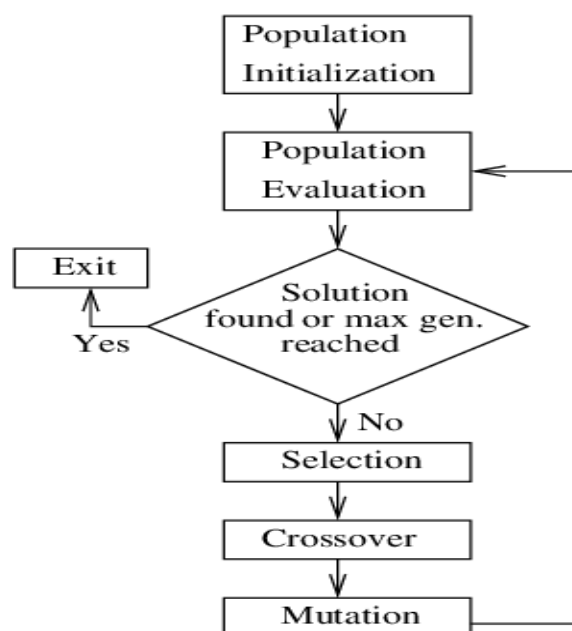 Population
Initialization
Population
Evaluation
Exit
Solution
found or max gen.
reached
Yes
No
Selection
Crossover
Mutation